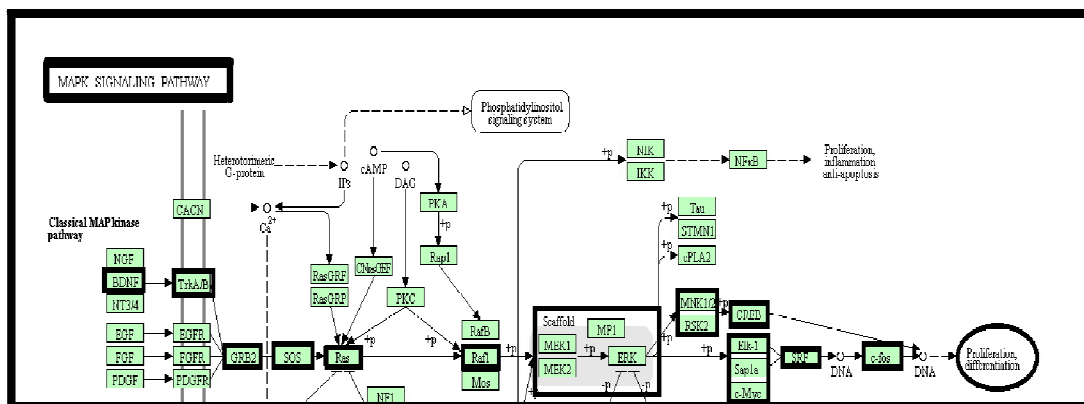 MAPK SIGNALING PATHWAY
Phosphatidylinositol
signaling system
Heterotorimeric
G-protein
IP3
cAMP
DAG
Ca2+
CACN
PKA
+p
Rap1
RasGRF
RasGRP
CNasGEF
PKC
Classical MAP kinase
pathway
NGF
BDNF
NT3/4
TrkA/B
EGF
EGFR
FGF
FGFR
PDGF
PDGFR
GRB2
SOS
Ras
+p
+p
RafB
Raf1
Mos
NF1
+p
+p
NIK
IKK
NFκB
Proliferation,
inflammation
anti-apoptosis
+p
Tau
STMN1
+p
cPLA2
Scaffold
MP1
MEK1
MEK2
+p
ERK
-p
-p
+p
+p
MNK1/2
RSK2
+p
CREB
+p
Elk-1
Sap1a
c-Myc
SRF
DNA
c-fos
DNA
Proliferation,
differentiation